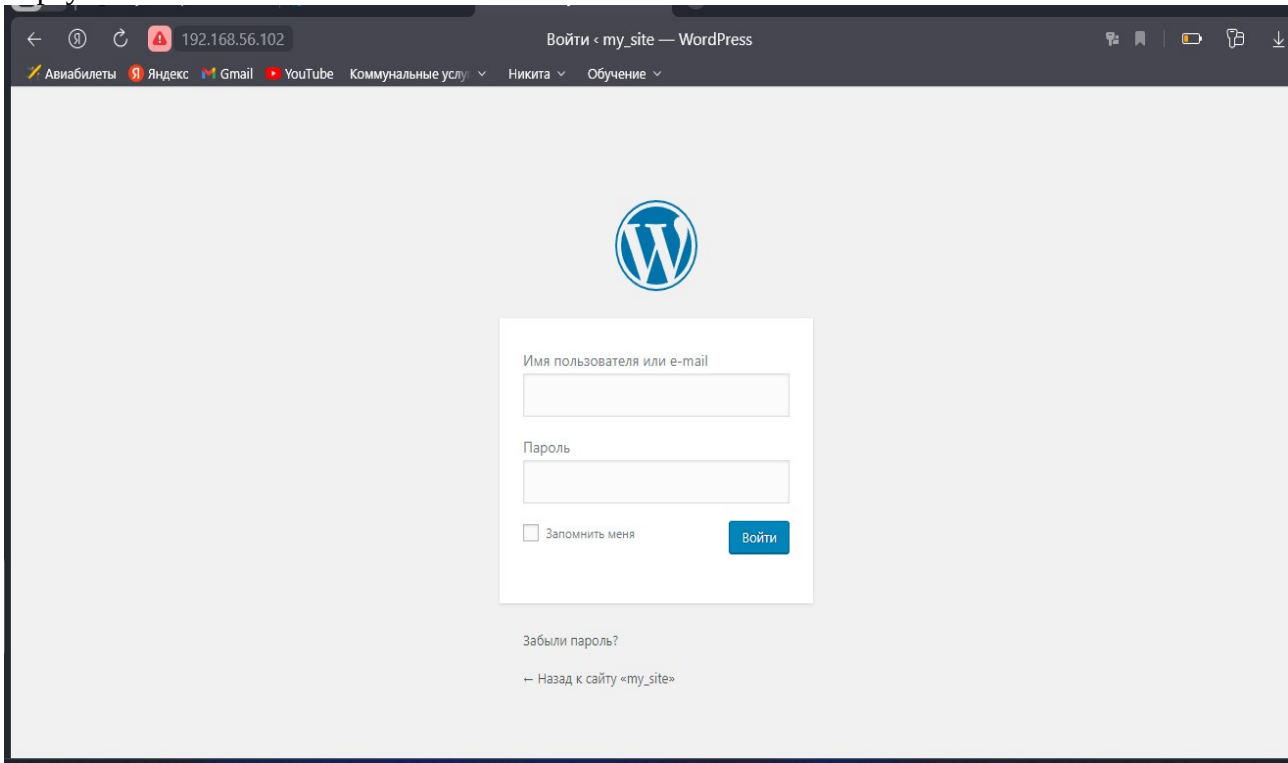 192.168.56.102 Войти ‹ my_site — WordPress
Авиабилеты Яндекс Gmail YouTube Коммунальные услу Никита Обучение
Имя пользователя или e-mail
Пароль
Запомнить меня Войти
Забыли пароль?
← Назад к сайту «my_site»